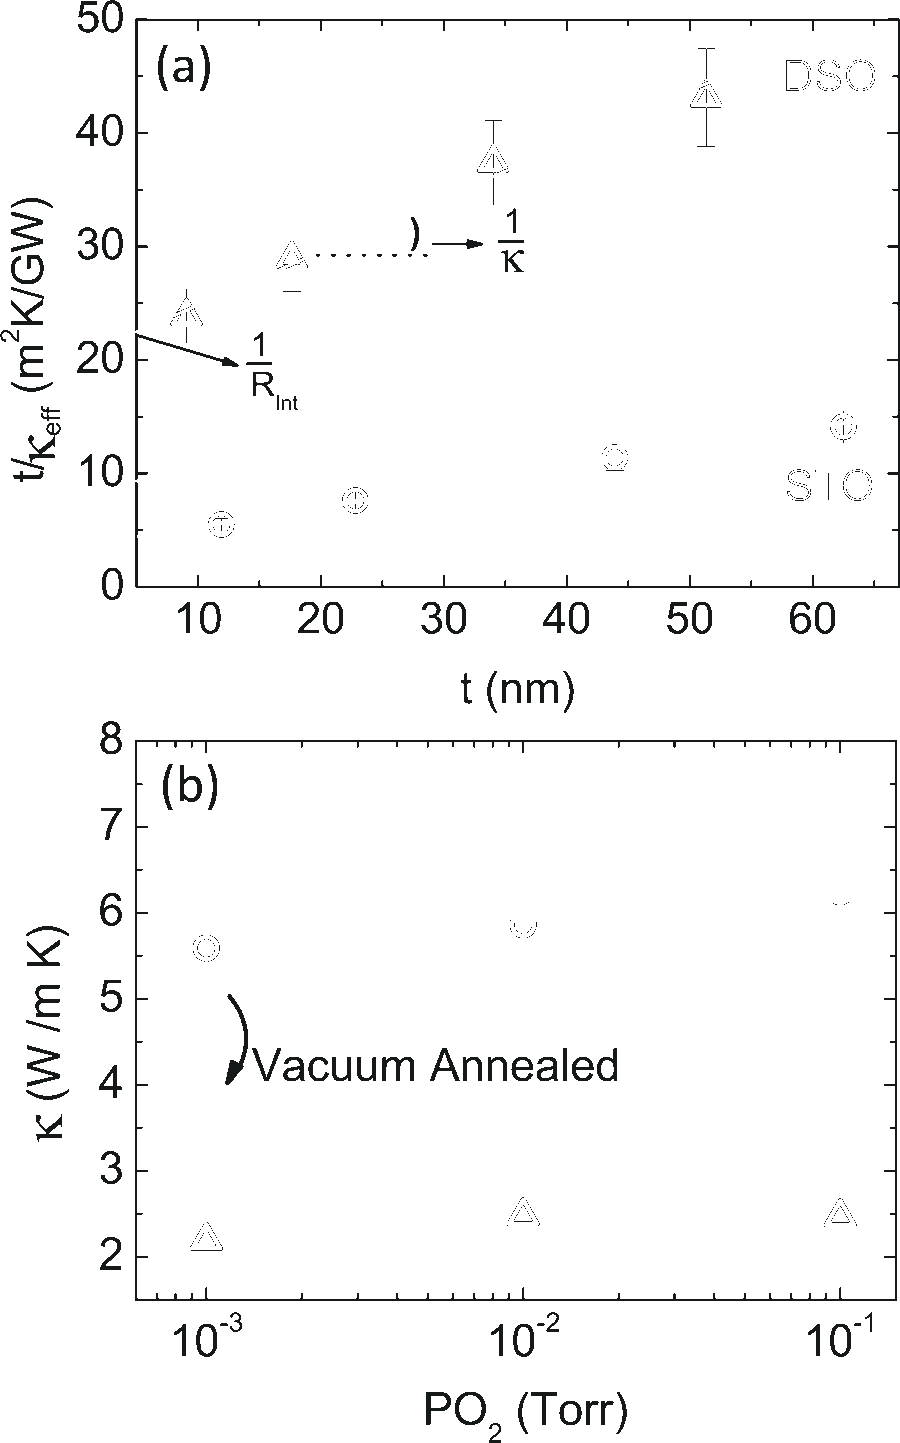 (a)
DSO
STO
50
40
30
20
10
0
t/κeff (m2K/GW)
) 1
κ
1
RInt
10 20 30 40 50 60
t (nm)
(b)
8
7
6
5
4
3
2
κ (W /m K)
Vacuum Annealed
10-3 10-2 10-1
PO2 (Torr)